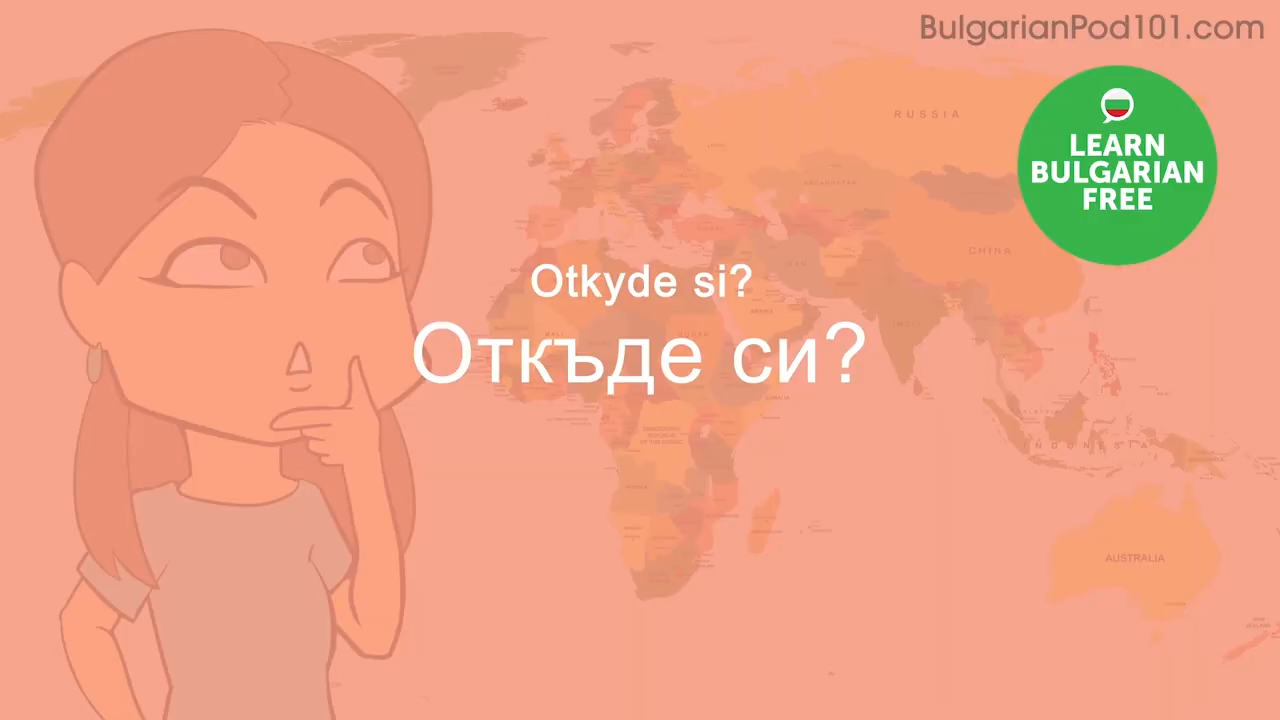 BulgarianPod101.com
LEARN
BULGARIAN
FREE
Otkyde si?
Откъде си?
RUSSIA
CHINA
INDIA
INDONESIA
AUSTRALIA